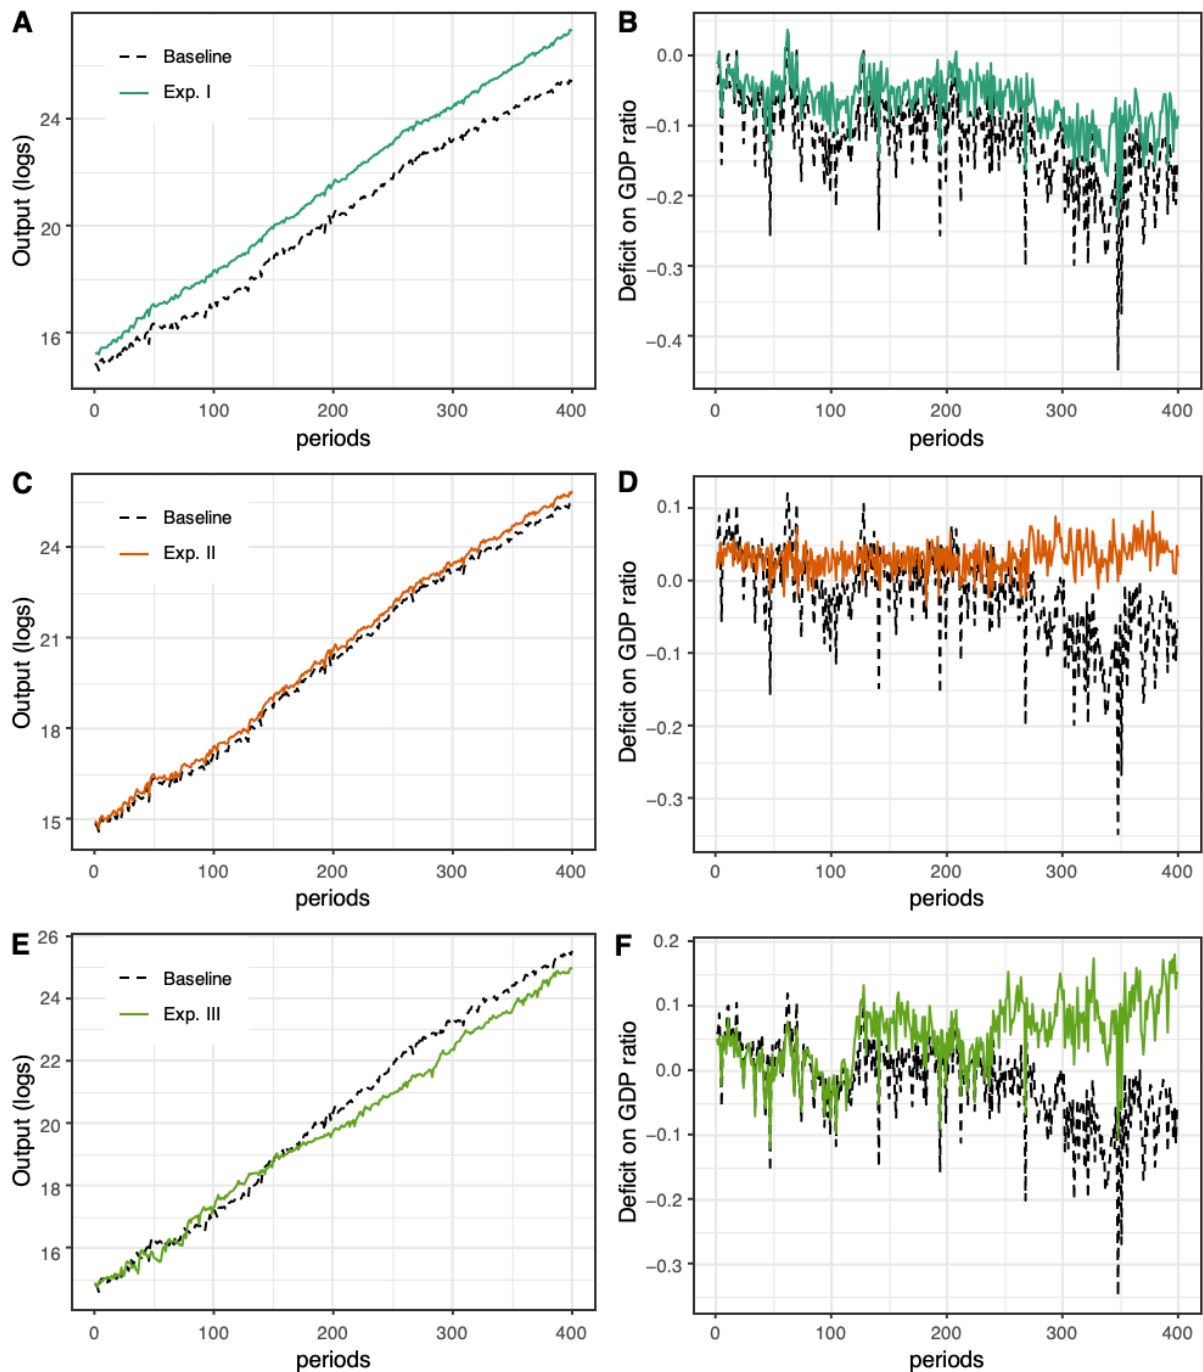 A
Baseline
Exp. I
Output (logs)
24
20
16
0 100 200 300 400
periods
B
Deficit on GDP ratio
0.0
−0.1
−0.2
−0.3
−0.4
0 100 200 300 400
periods
C
Baseline
Exp. II
Output (logs)
24
21
18
15
0 100 200 300 400
periods
D
Deficit on GDP ratio
0.1
0.0
−0.1
−0.2
−0.3
0 100 200 300 400
periods
E
Baseline
Exp. III
Output (logs)
26
24
22
20
18
16
0 100 200 300 400
periods
F
Deficit on GDP ratio
0.2
0.1
0.0
−0.1
−0.2
−0.3
0 100 200 300 400
periods